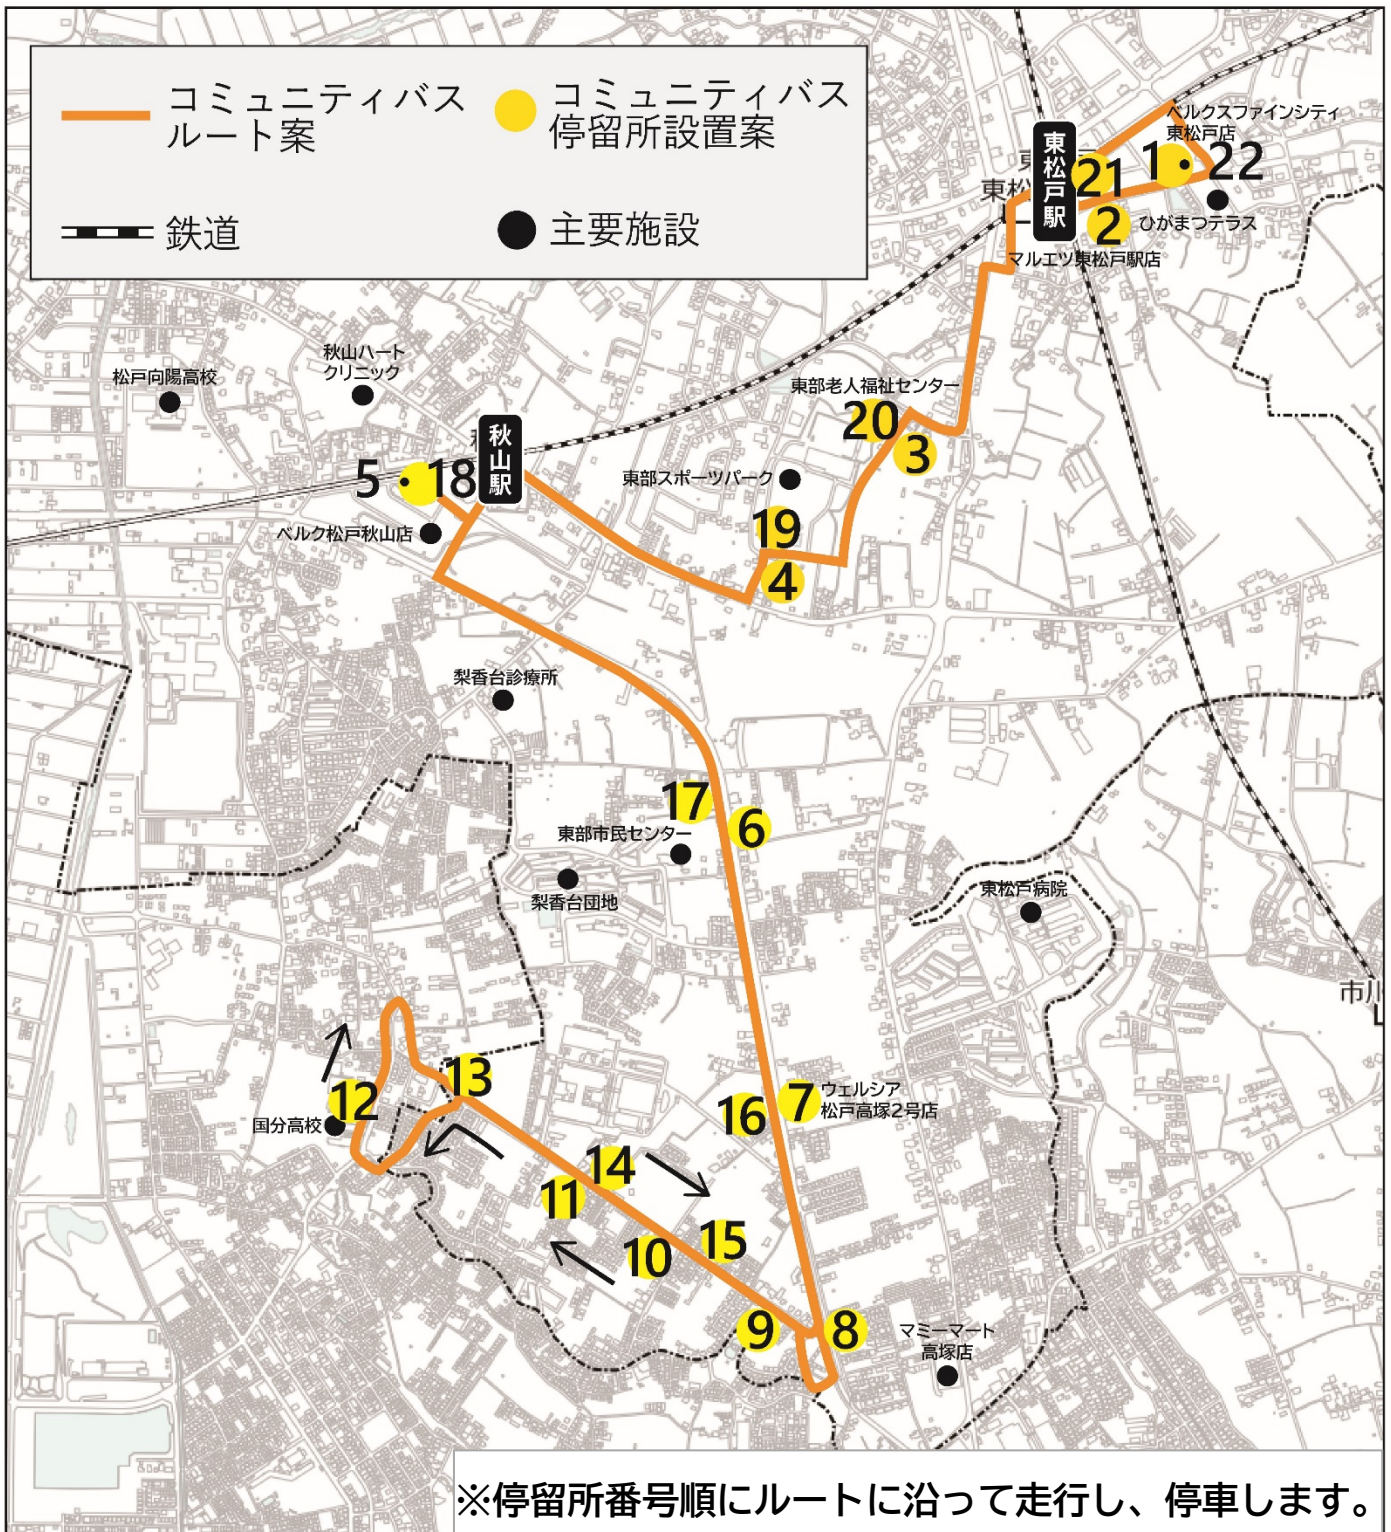 コミュニティバス
ルート案
コミュニティバス
停留所設置案
鉄道
主要施設
ベルクスファインシティ
東松戸店
東松戸駅
21
1・22
2
ひがまつテラス
マルエツ東松戸駅店
秋山ハート
クリニック
松戸向陽高校
東部老人福祉センター
20
3
秋山駅
5・18
東部スポーツパーク
19
ベルク松戸秋山店
4
梨香台診療所
17
6
東部市民センター
梨香台団地
東松戸病院
市川
13
12
国分高校
7
ウェルシア
松戸高塚2号店
16
14
11
15
10
9
8
マミーマート
高塚店
※停留所番号順にルートに沿って走行し、停車します。